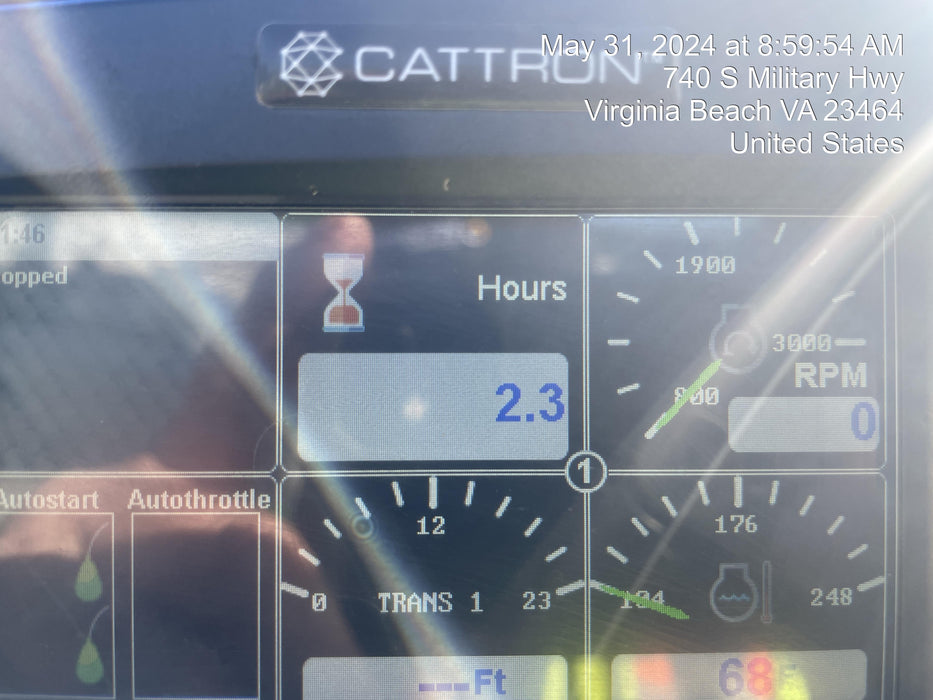 CATTRON
May 31, 2024 at 8:59:54 AM
740 S Military Hwy
Virginia Beach VA 23464
United States
1:46
opped
Hours
2.3
1900
3000
RPM
800
0
1
Autostart
Autothrottle
12
0
TRANS 1
23
176
104
248
---Ft
68